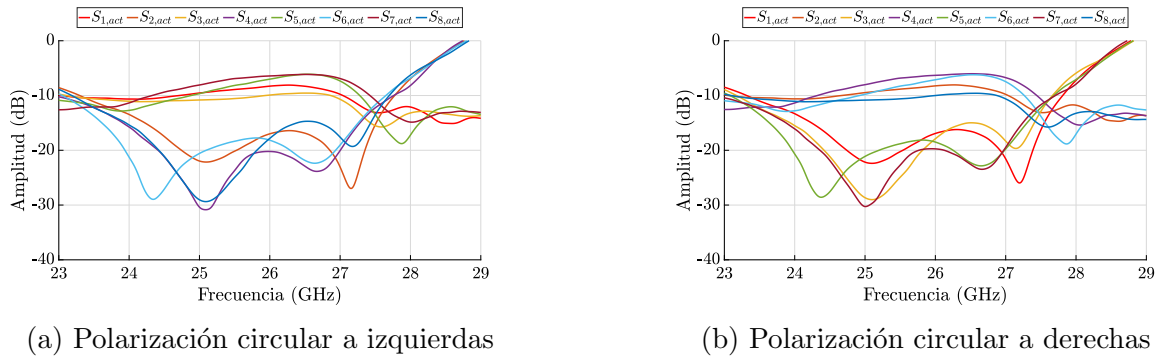 S1,act S2,act S3,act S4,act S5,act S6,act S7,act S8,act
0
-10
-20
-30
-40
Amplitud (dB)
23 24 25 26 27 28 29
Frecuencia (GHz)
(a) Polarización circular a izquierdas
S1,act S2,act S3,act S4,act S5,act S6,act S7,act S8,act
0
-10
-20
-30
-40
Amplitud (dB)
23 24 25 26 27 28 29
Frecuencia (GHz)
(b) Polarización circular a derechas